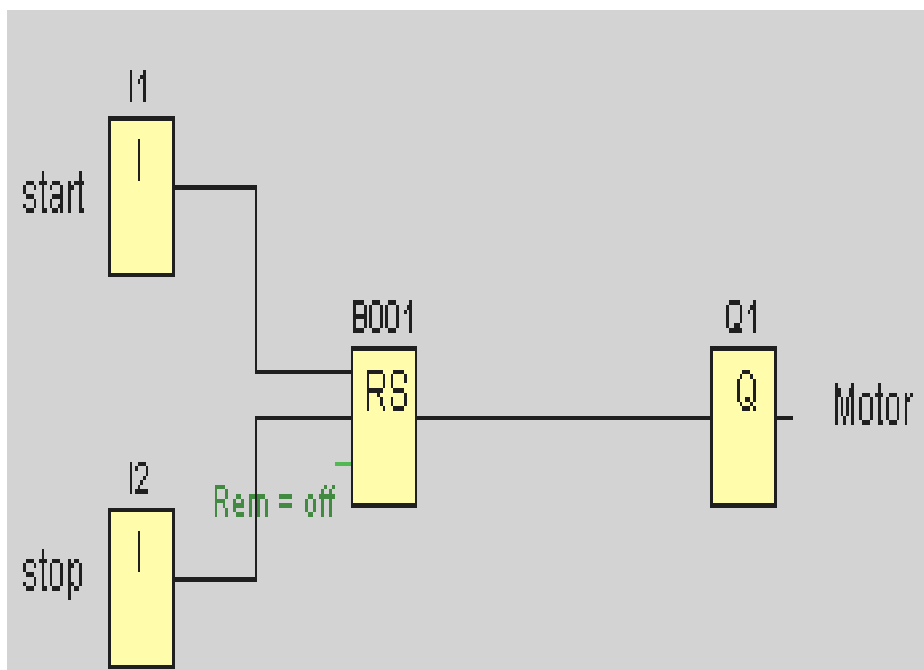 I1
I
start
B001
RS
Q1
Q
Motor
Rem = off
I2
I
stop